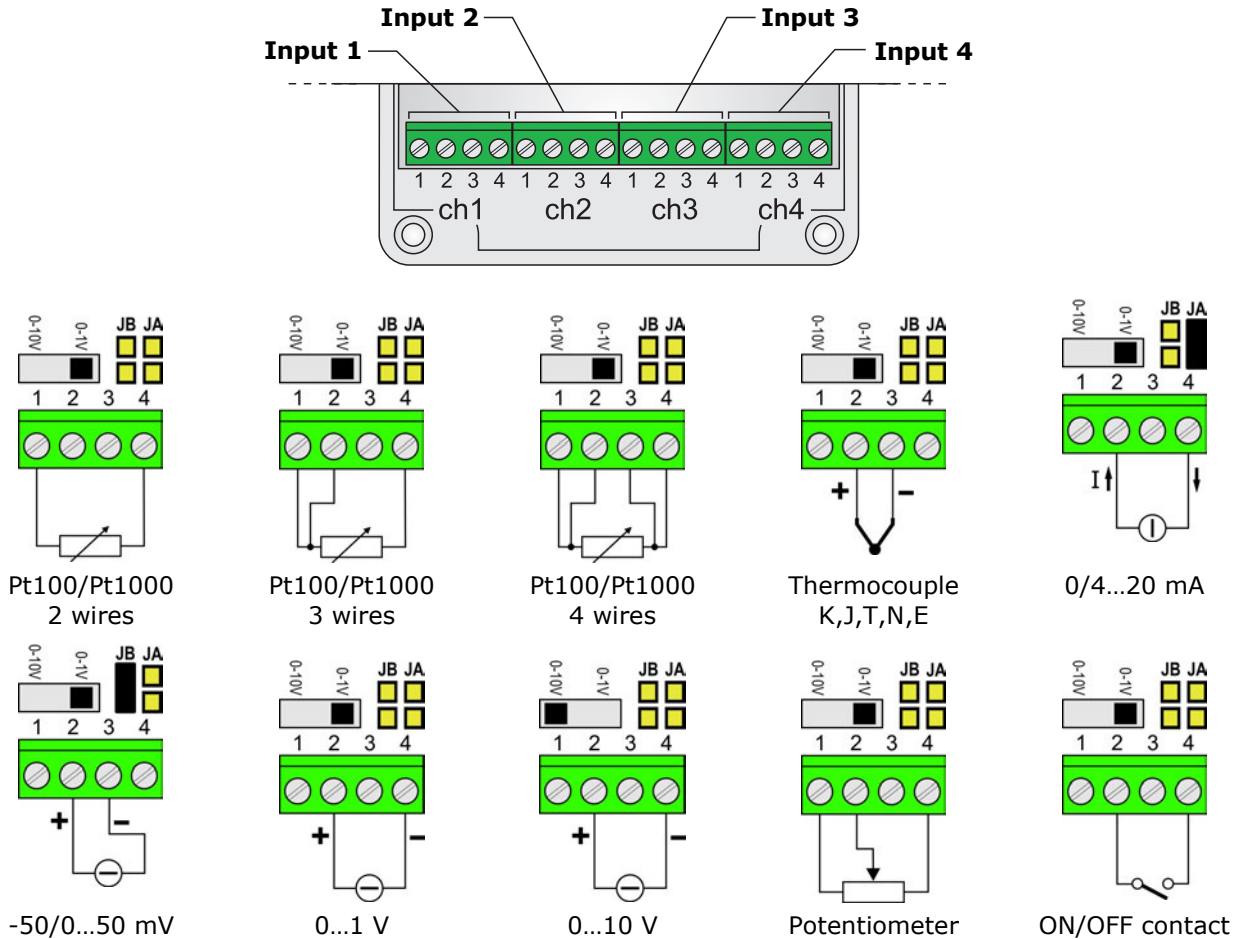 Input 2 Input 3
Input 1 Input 4
1 2 3 4 1 2 3 4 1 2 3 4 1 2 3 4
ch1 ch2 ch3 ch4
0-10V 0-1V JB JA
1 2 3 4
Pt100/Pt1000
2 wires
0-10V 0-1V JB JA
1 2 3 4
Pt100/Pt1000
3 wires
0-10V 0-1V JB JA
1 2 3 4
Pt100/Pt1000
4 wires
0-10V 0-1V JB JA
1 2 3 4
+ −
Thermocouple
K,J,T,N,E
0-10V 0-1V JB JA
1 2 3 4
I
0/4...20 mA
0-10V 0-1V JB JA
1 2 3 4
+ −
-50/0...50 mV
0-10V 0-1V JB JA
1 2 3 4
+ −
0...1 V
0-10V 0-1V JB JA
1 2 3 4
+ −
0...10 V
0-10V 0-1V JB JA
1 2 3 4
Potentiometer
0-10V 0-1V JB JA
1 2 3 4
ON/OFF contact